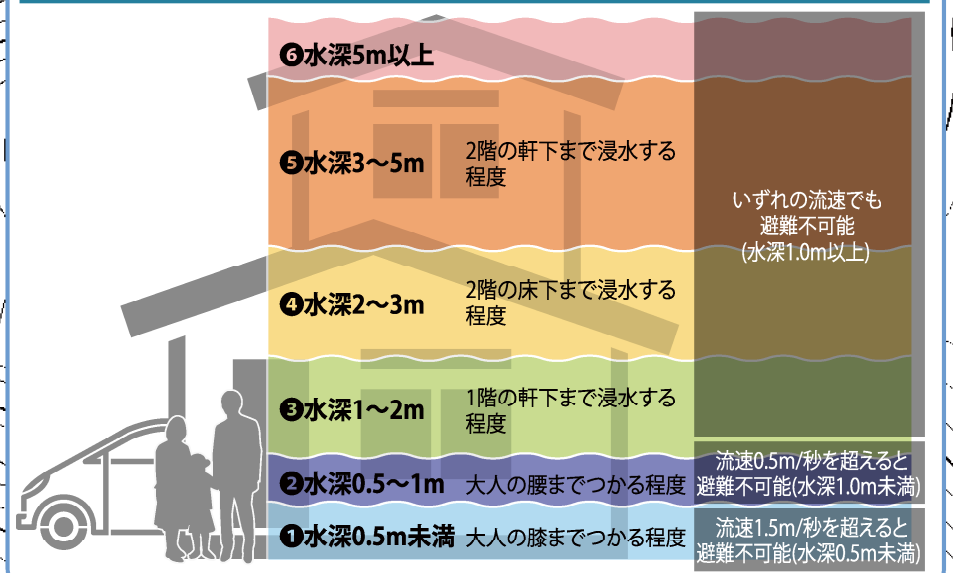 ❻水深5m以上
❺水深3～5m
2階の軒下まで浸水する
程度
❹水深2～3m
2階の床下まで浸水する
程度
❸水深1～2m
1階の軒下まで浸水する
程度
❷水深0.5～1m
大人の腰までつかる程度
❶水深0.5m未満
大人の膝までつかる程度
いずれの流速でも
避難不可能
(水深1.0m以上)
流速0.5m/秒を超えると
避難不可能(水深1.0m未満)
流速1.5m/秒を超えると
避難不可能(水深0.5m未満)